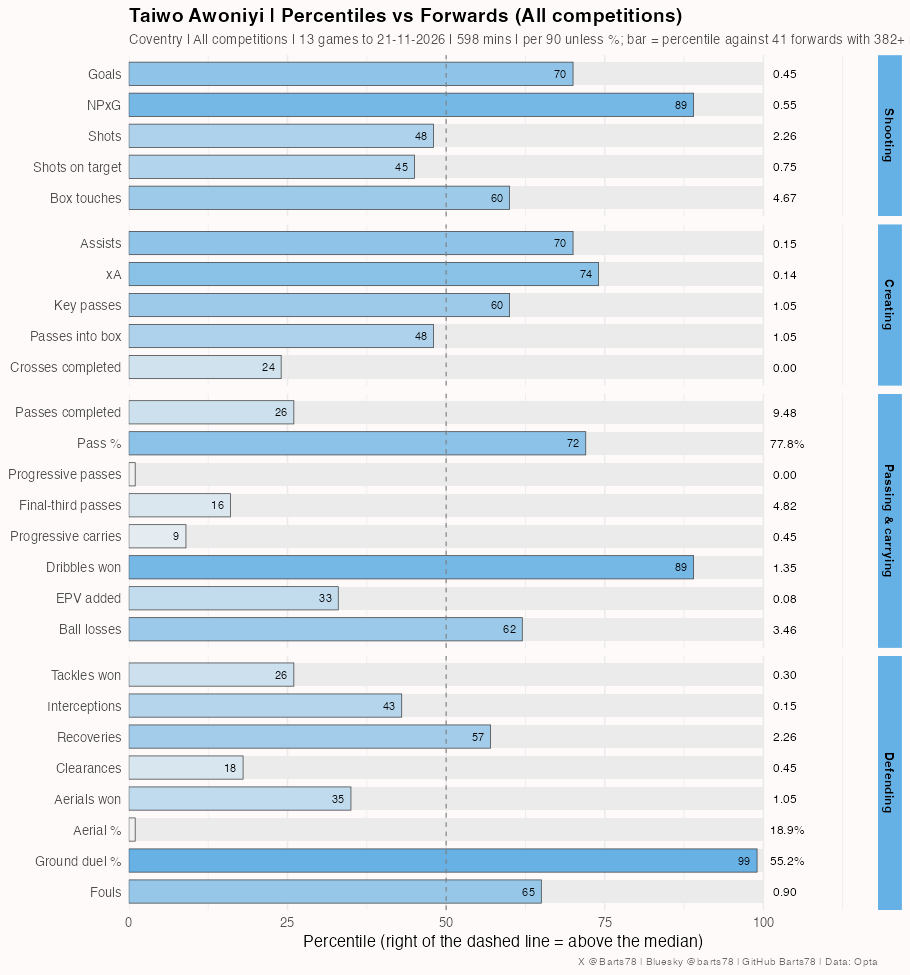 Taiwo Awoniyi | Percentiles vs Forwards (All competitions)
Coventry | All competitions | 13 games to 21-11-2026 | 598 mins | per 90 unless %; bar = percentile against 41 forwards with 382+
Shooting
Goals 70 0.45
NPxG 89 0.55
Shots 48 2.26
Shots on target 45 0.75
Box touches 60 4.67
Creating
Assists 70 0.15
xA 74 0.14
Key passes 60 1.05
Passes into box 48 1.05
Crosses completed 24 0.00
Passing & carrying
Passes completed 26 9.48
Pass % 72 77.8%
Progressive passes 0.00
Final-third passes 16 4.82
Progressive carries 9 0.45
Dribbles won 89 1.35
EPV added 33 0.08
Ball losses 62 3.46
Defending
Tackles won 26 0.30
Interceptions 43 0.15
Recoveries 57 2.26
Clearances 18 0.45
Aerials won 35 1.05
Aerial % 18.9%
Ground duel % 99 55.2%
Fouls 65 0.90
0 25 50 75 100
Percentile (right of the dashed line = above the median)
X @Barts78 | Bluesky @barts78 | GitHub Barts78 | Data: Opta